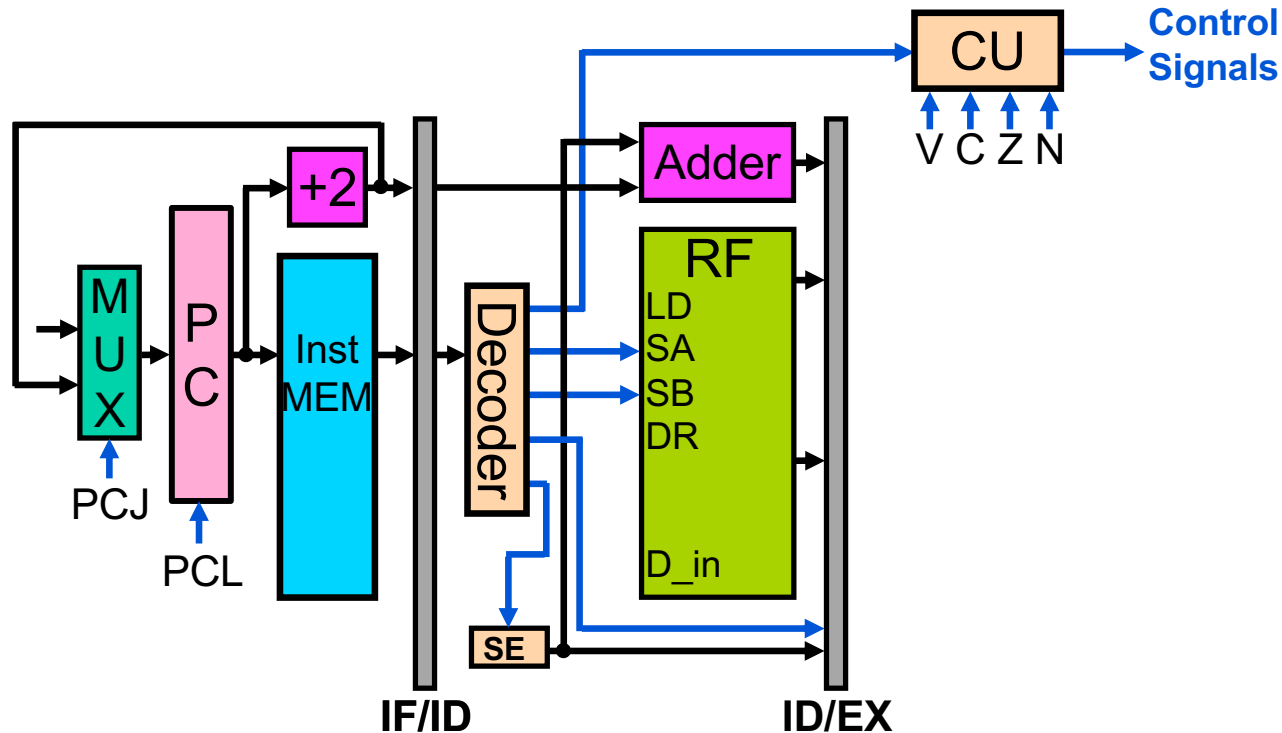 Control
Signals
CU
V C Z N
Adder
+2
RF
LD
SA
SB
DR
D_in
M
U
X
P
C
Inst
MEM
Decoder
PCJ
PCL
SE
IF/ID
ID/EX